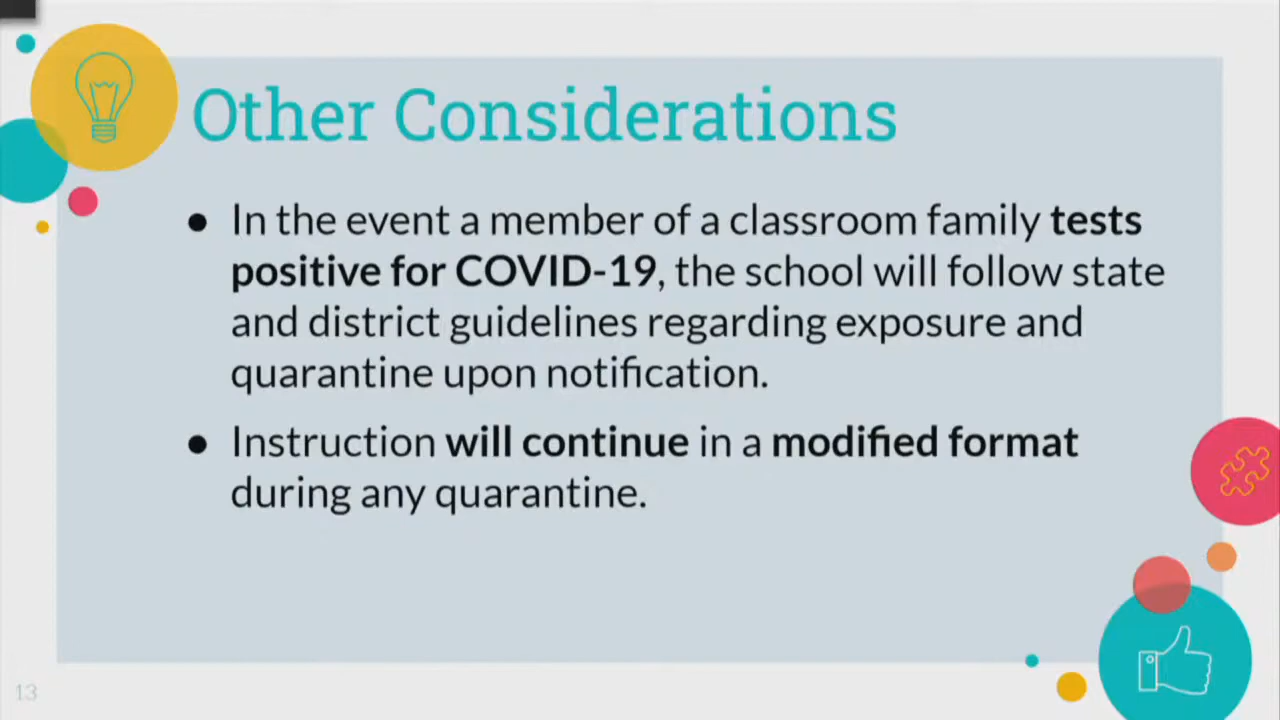 Other Considerations
● In the event a member of a classroom family tests
positive for COVID-19, the school will follow state
and district guidelines regarding exposure and
quarantine upon notification.
● Instruction will continue in a modified format
during any quarantine.
13